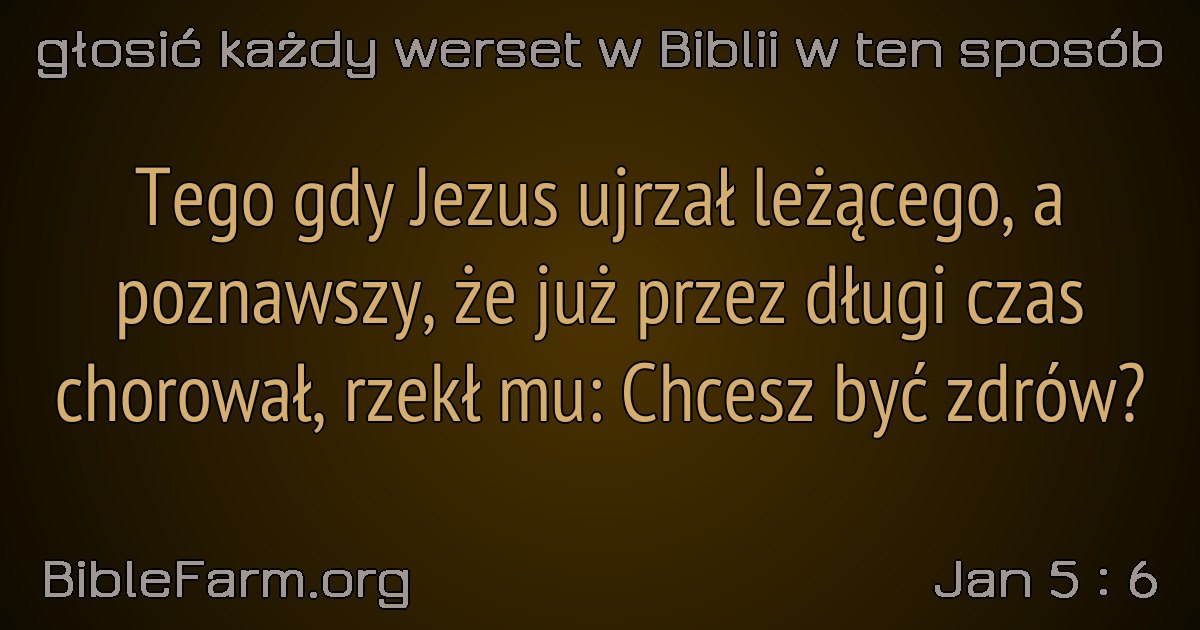 głosić każdy werset w Biblii w ten sposób
Tego gdy Jezus ujrzał leżącego, a
poznawszy, że już przez długi czas
chorował, rzekł mu: Chcesz być zdrów?
BibleFarm.org
Jan 5 : 6